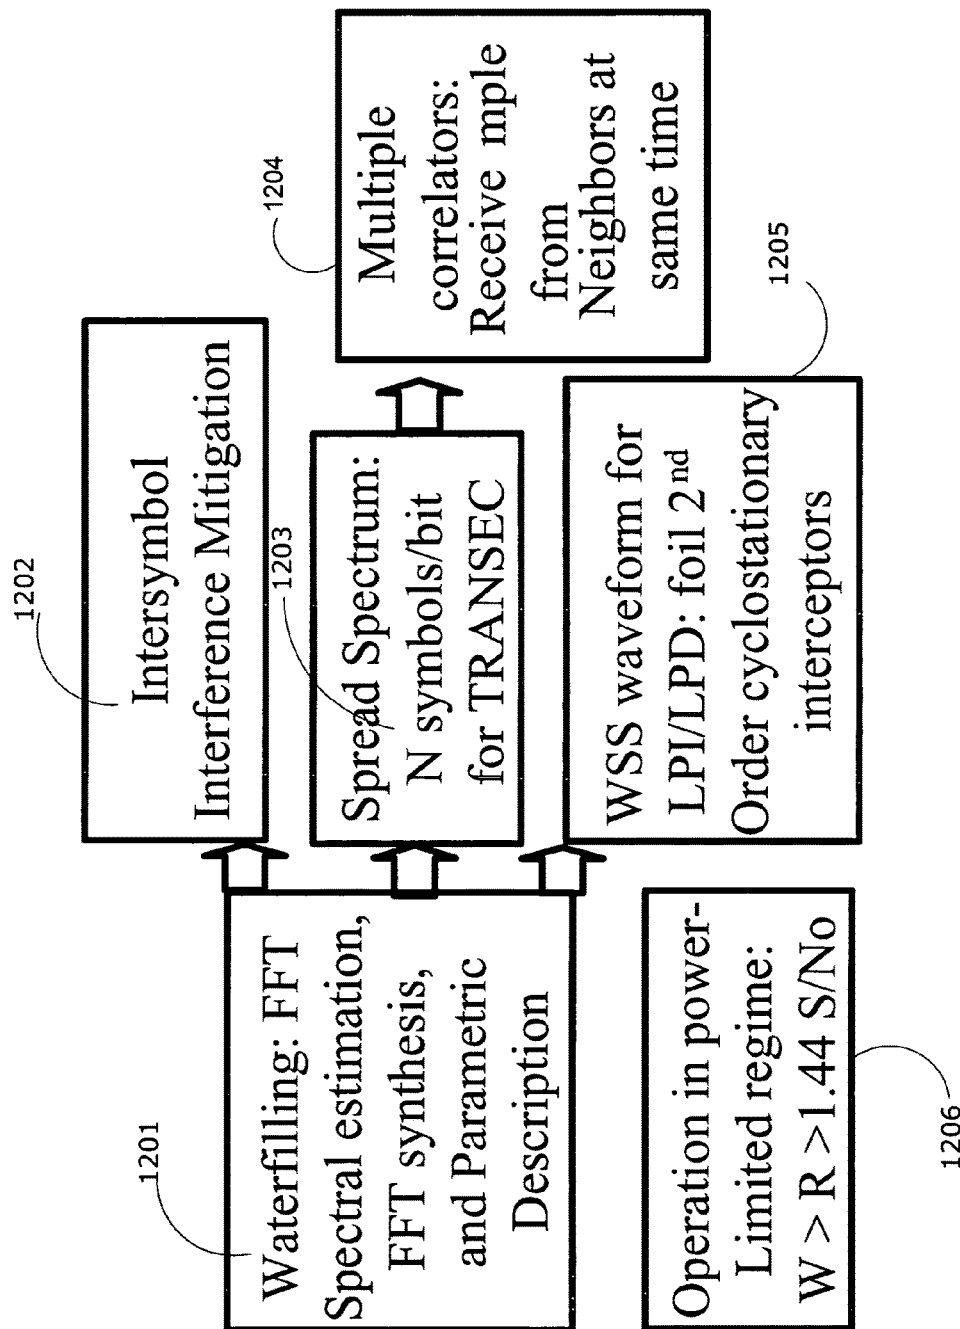 1201
Waterfilling: FFT
Spectral estimation,
FFT synthesis,
and Parametric
Description
1202
Intersymbol
Interference Mitigation
1203
Spread Spectrum:
N symbols/bit
for TRANSEC
1204
Multiple
correlators:
Receive mple
from
Neighbors at
same time
1205
WSS waveform for
LPI/LPD: foil 2nd
Order cyclostationary
interceptors
1206
Operation in power-
Limited regime:
W > R >1.44 S/No